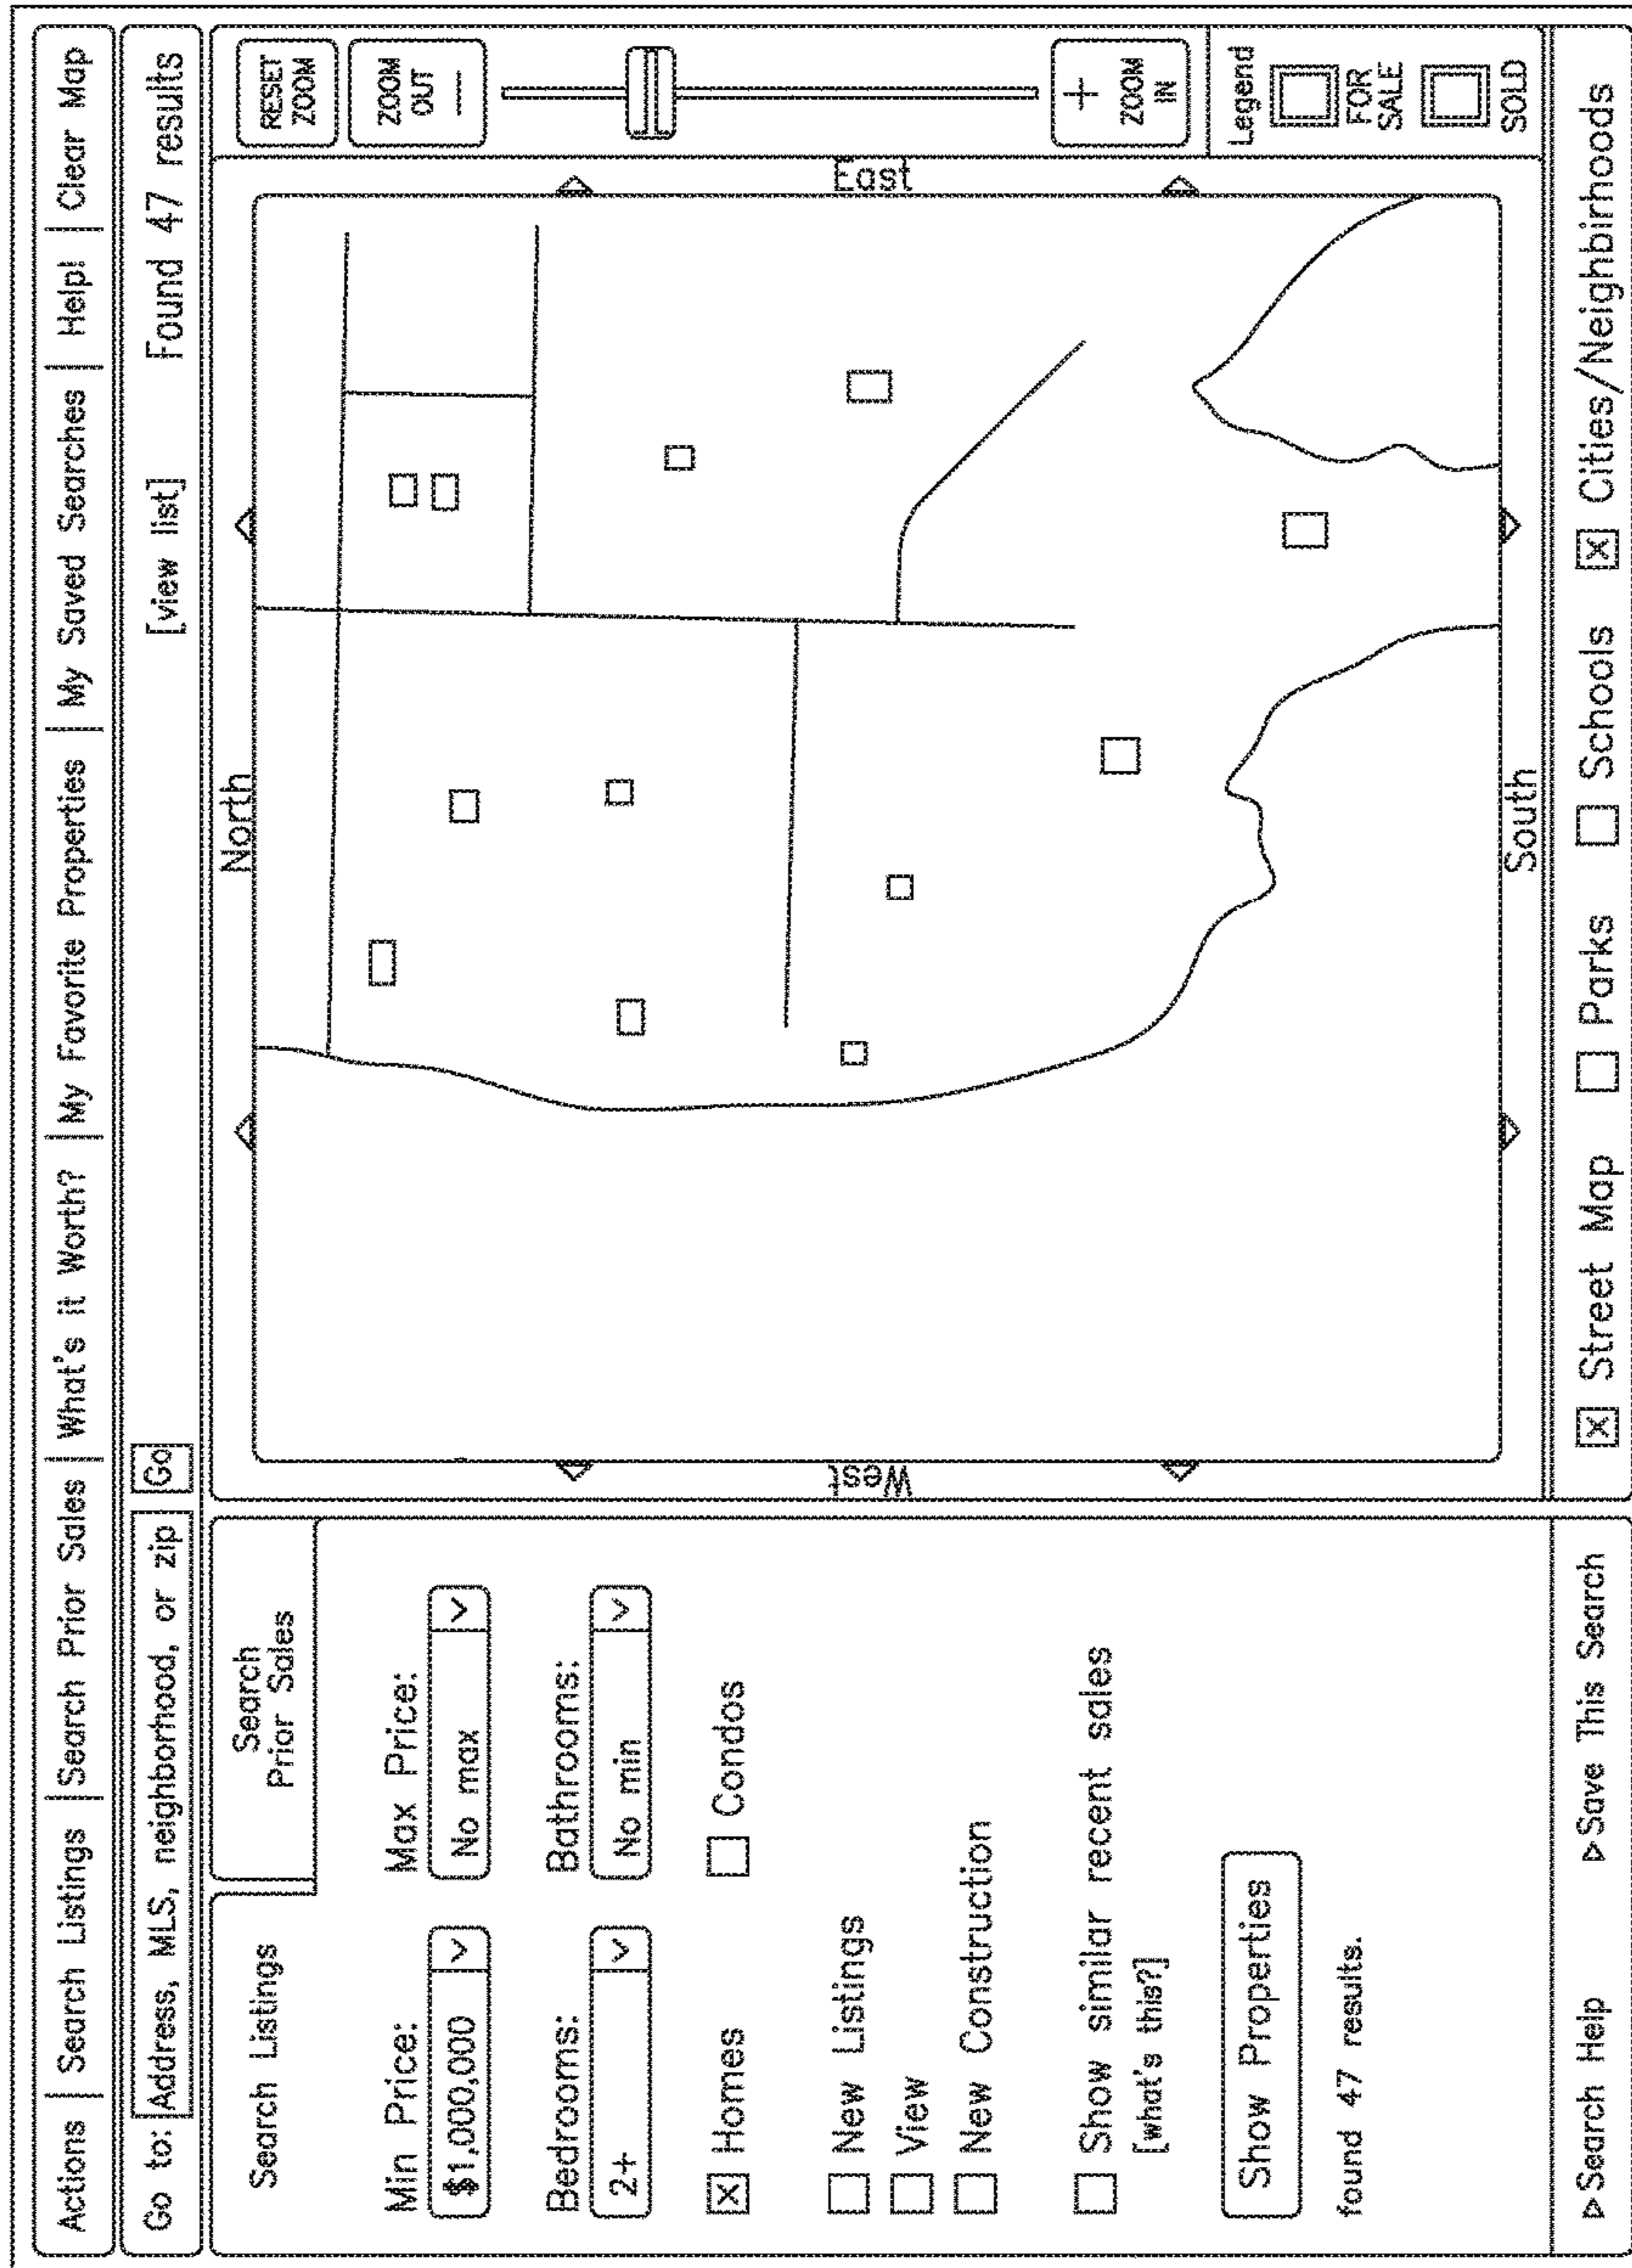 Actions | Search Listings | Search Prior Sales | What's it Worth? | My Favorite Properties | My Saved Searches | Help! | Clear Map
Go to: Address, MLS, neighborhood, or zip Go [view list] Found 47 results
Search Listings
Search
Prior Sales
Min Price: Max Price:
$1,000,000 V No max V
Bedrooms: Bathrooms:
2+ V No min V
[X] Homes Condos
New Listings
View
New Construction
Show similar recent sales
[what's this?]
Show Properties
found 47 results.
Search Help Save This Search
North
West
East
South
RESET
ZOOM
ZOOM
OUT
—
+
ZOOM
IN
Legend
FOR
SALE
SOLD
[X] Street Map Parks Schools [X] Cities/Neighbirhoods